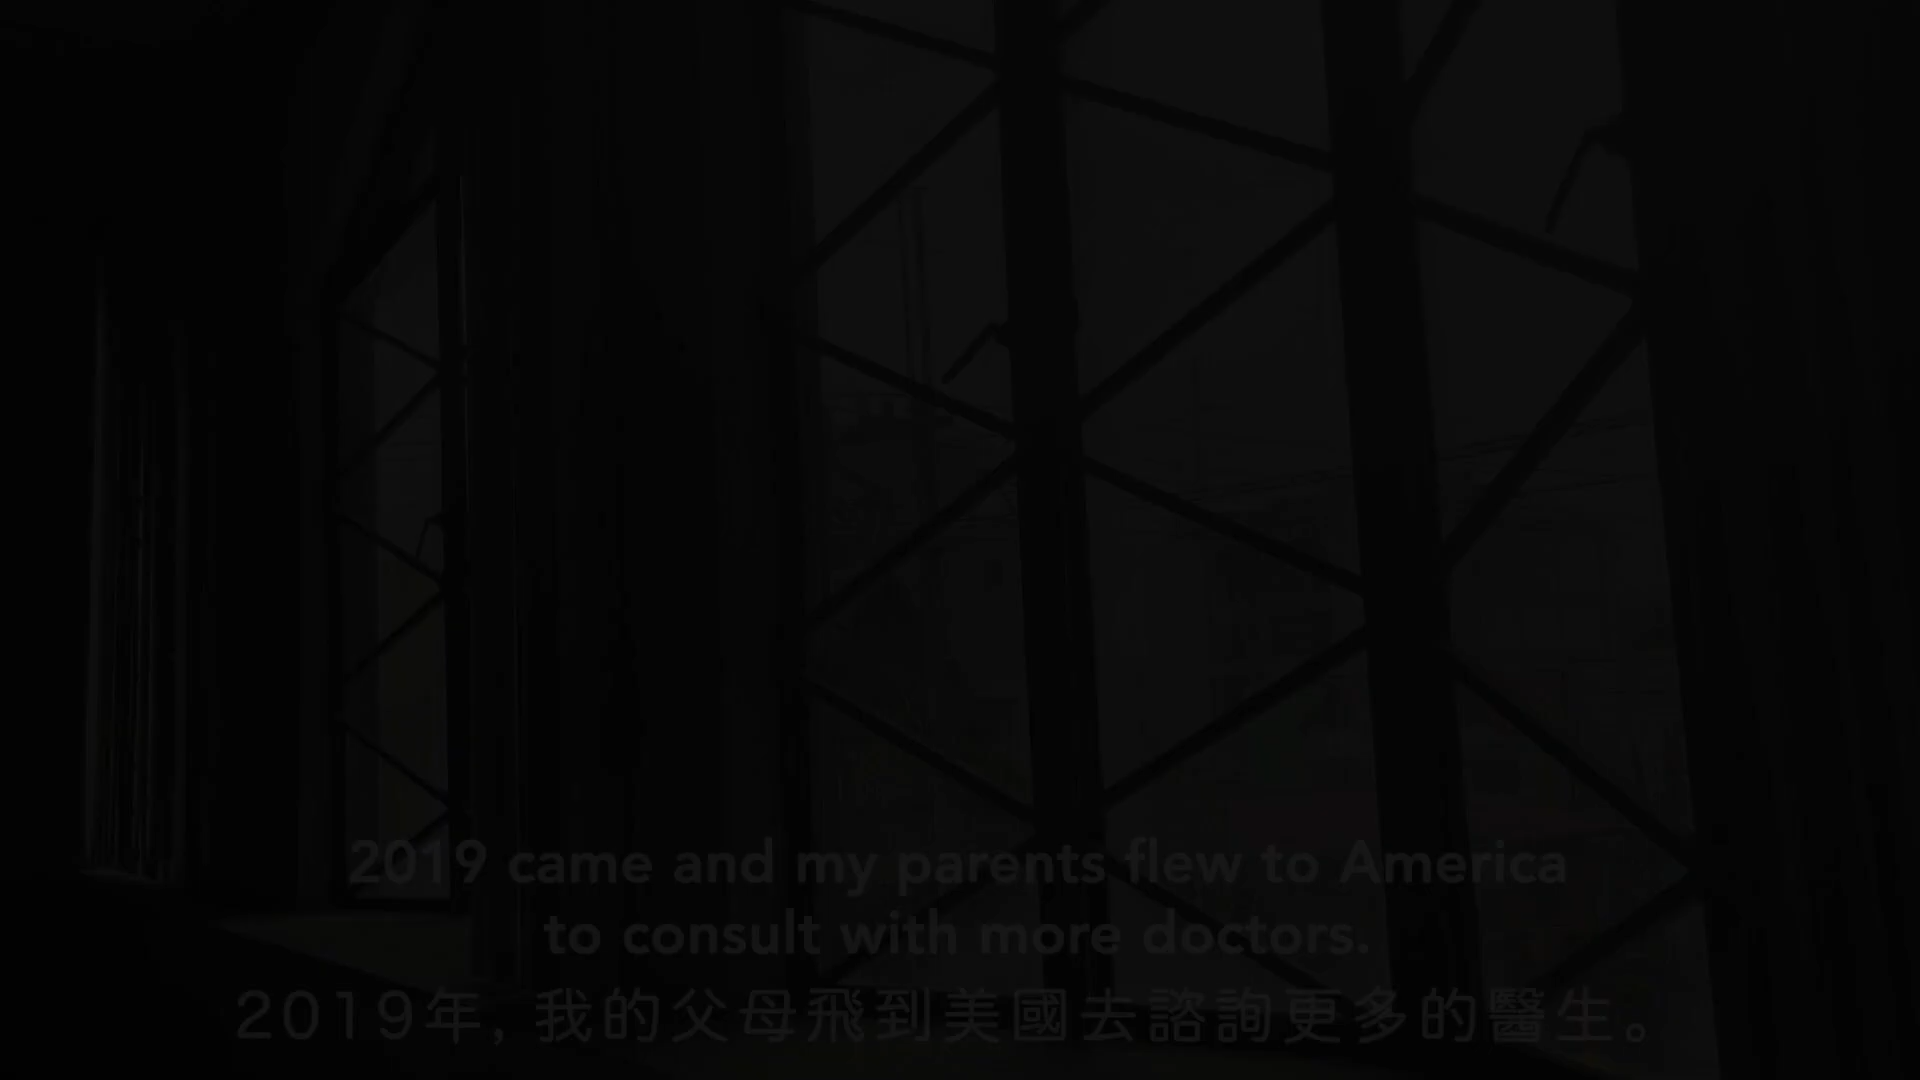 2019 came and my parents flew to America
to consult with more doctors.
2019年, 我的父母飛到美國去諮詢更多的醫生。